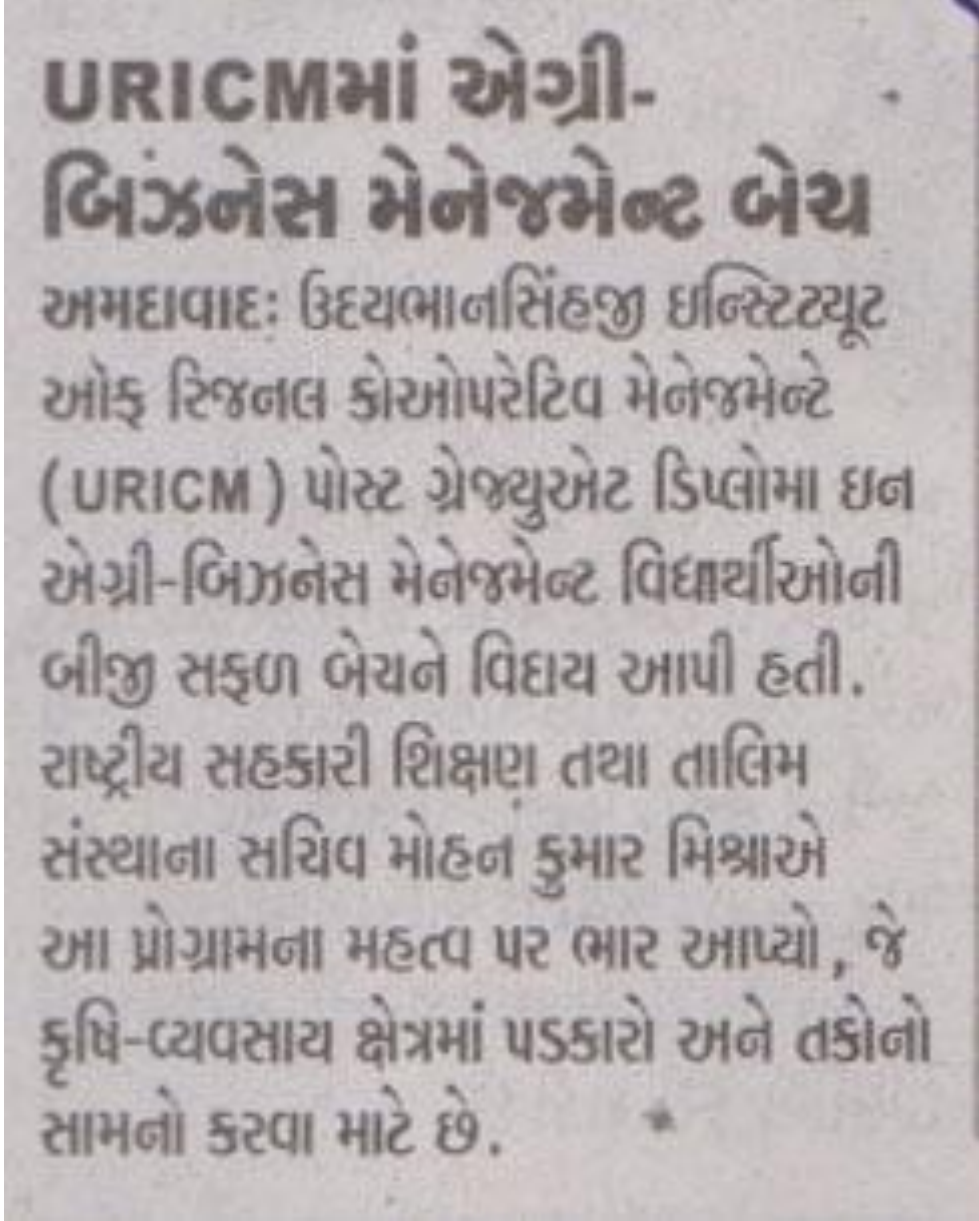 URICMમાં એગ્રી-
બિઝનેસ મેનેજમેન્ટ બેચ
અમદાવાદઃ ઉદયભાનસિંહજી ઇન્સ્ટિટ્યૂટ
ઓફ રિજનલ કોઓપરેટિવ મેનેજમેન્ટે
(URICM) પોસ્ટ ગ્રેજ્યુએટ ડિપ્લોમા ઇન
એગ્રી-બિઝનેસ મેનેજમેન્ટ વિદ્યાર્થીઓની
બીજી સફળ બેચને વિદાય આપી હતી.
રાષ્ટ્રીય સહકારી શિક્ષણ તથા તાલિમ
સંસ્થાના સચિવ મોહન કુમાર મિશ્રાએ
આ પ્રોગ્રામના મહત્વ પર ભાર આપ્યો, જે
કૃષિ-વ્યવસાય ક્ષેત્રમાં પડકારો અને તકોનો
સામનો કરવા માટે છે.